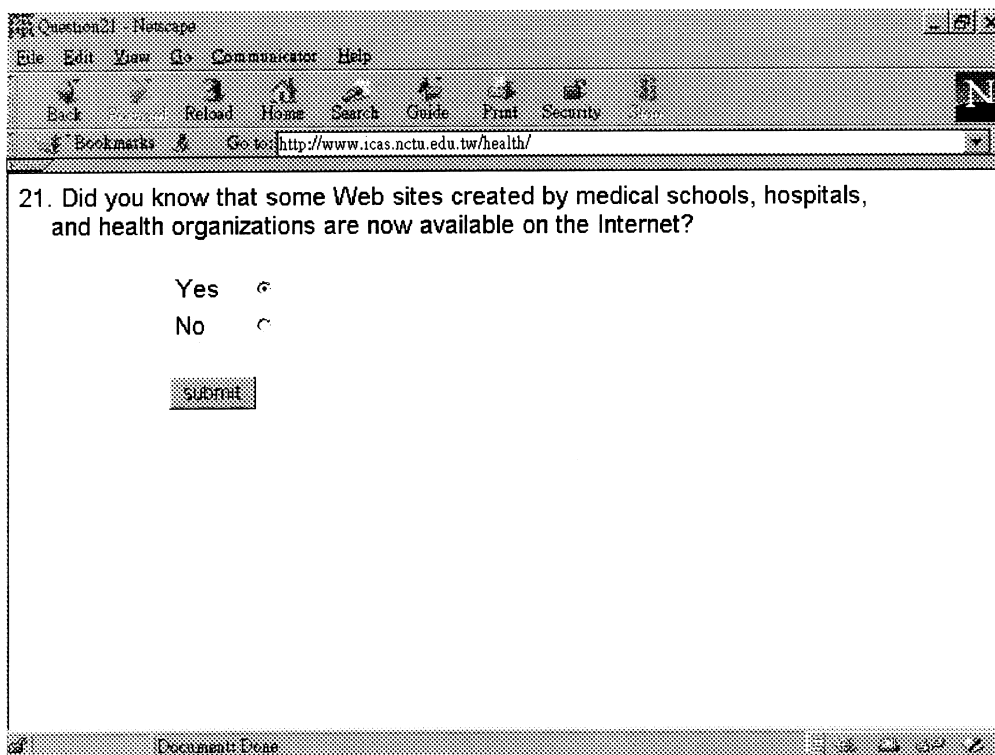 Question21 - Netscape
File Edit View Go Communicator Help
Back Reload Home Search Guide Print Security
Bookmarks Go to: http://www.icas.nctu.edu.tw/health/
21. Did you know that some Web sites created by medical schools, hospitals,
and health organizations are now available on the Internet?
Yes
No
submit
Document: Done